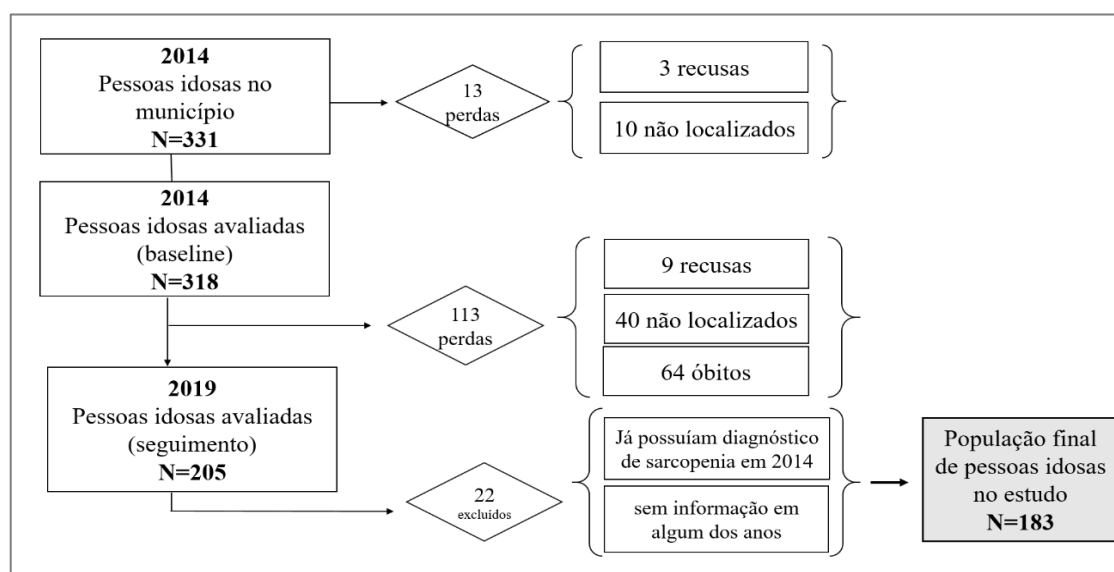 2014
Pessoas idosas no
município
N=331
13
perdas
3 recusas
10 não localizados
2014
Pessoas idosas avaliadas
(baseline)
N=318
113
perdas
9 recusas
40 não localizados
64 óbitos
2019
Pessoas idosas avaliadas
(seguimento)
N=205
22
excluídos
Já possuíam diagnóstico
de sarcopenia em 2014
sem informação em
algum dos anos
População final
de pessoas idosas
no estudo
N=183